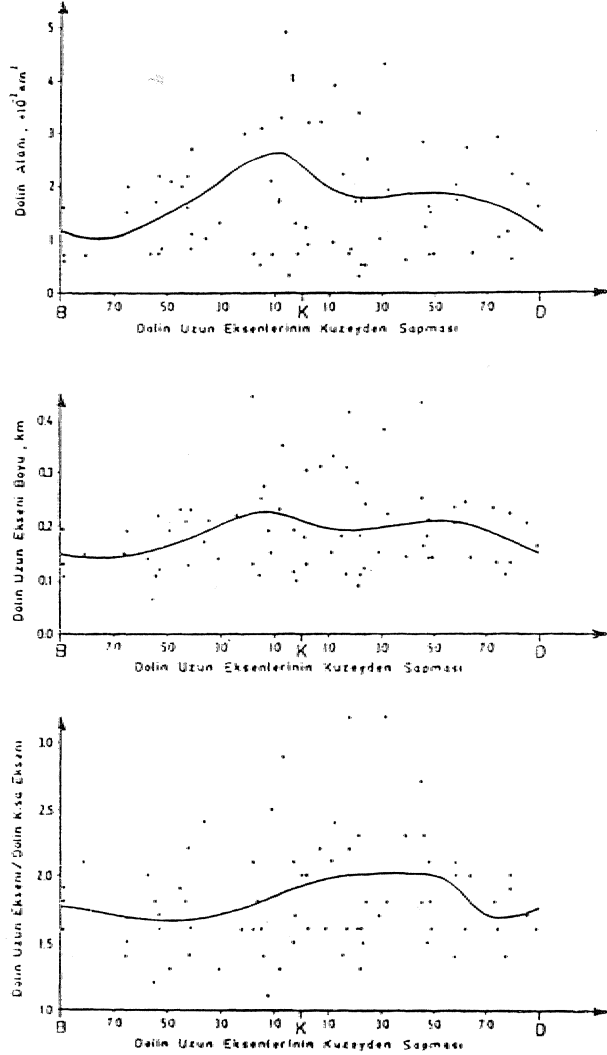 Dolin Alanı, x10⁻² km²
5
4
3
2
1
0
B 70 50 30 10 K 10 30 50 70 D
Dolin Uzun Eksenlerinin Kuzeyden Sapması
Dolin Uzun Ekseni Boyu, km
0.4
0.3
0.2
0.1
0.0
B 70 50 30 10 K 10 30 50 70 D
Dolin Uzun Eksenlerinin Kuzeyden Sapması
Dolin Uzun Ekseni/Dolin Kısa Ekseni
3.0
2.5
2.0
1.5
1.0
B 70 50 30 10 K 10 30 50 70 D
Dolin Uzun Eksenlerinin Kuzeyden Sapması